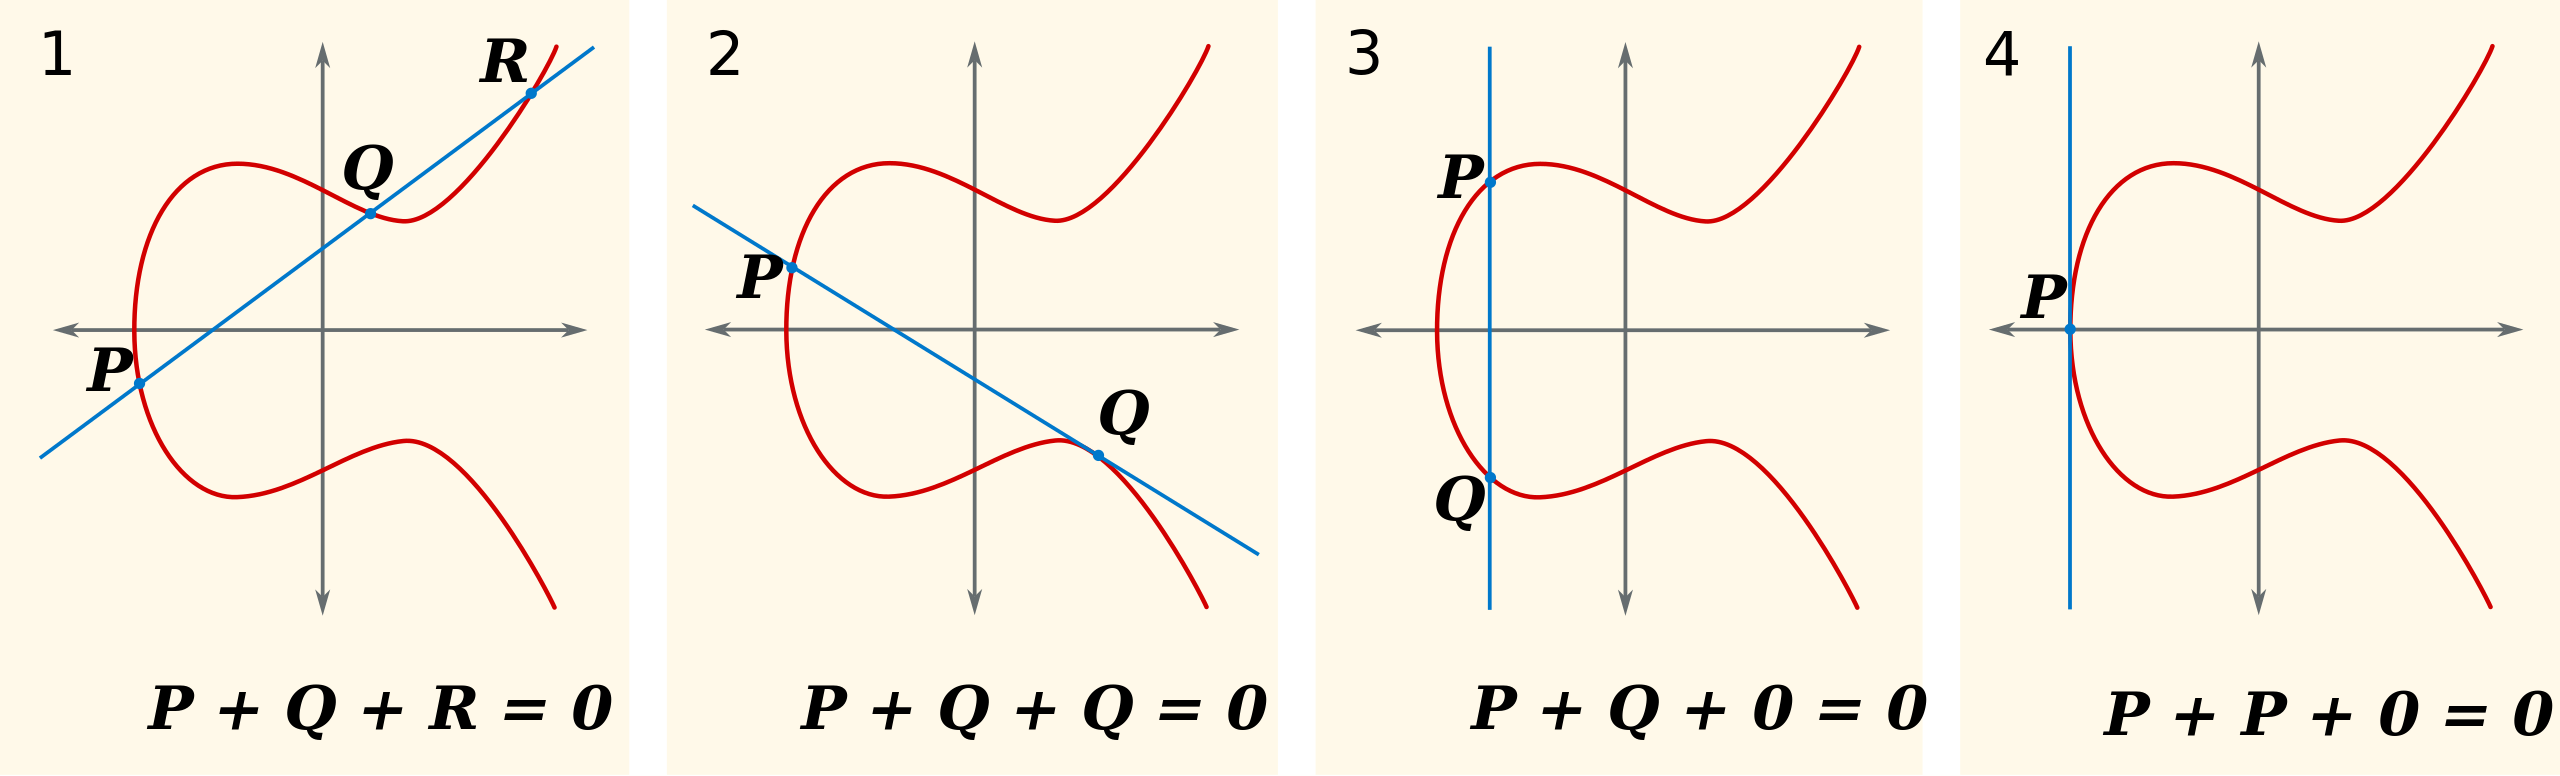 1
R
Q
P
P + Q + R = 0
2
P
Q
P + Q + Q = 0
3
P
Q
P + Q + 0 = 0
4
P
P + P + 0 = 0